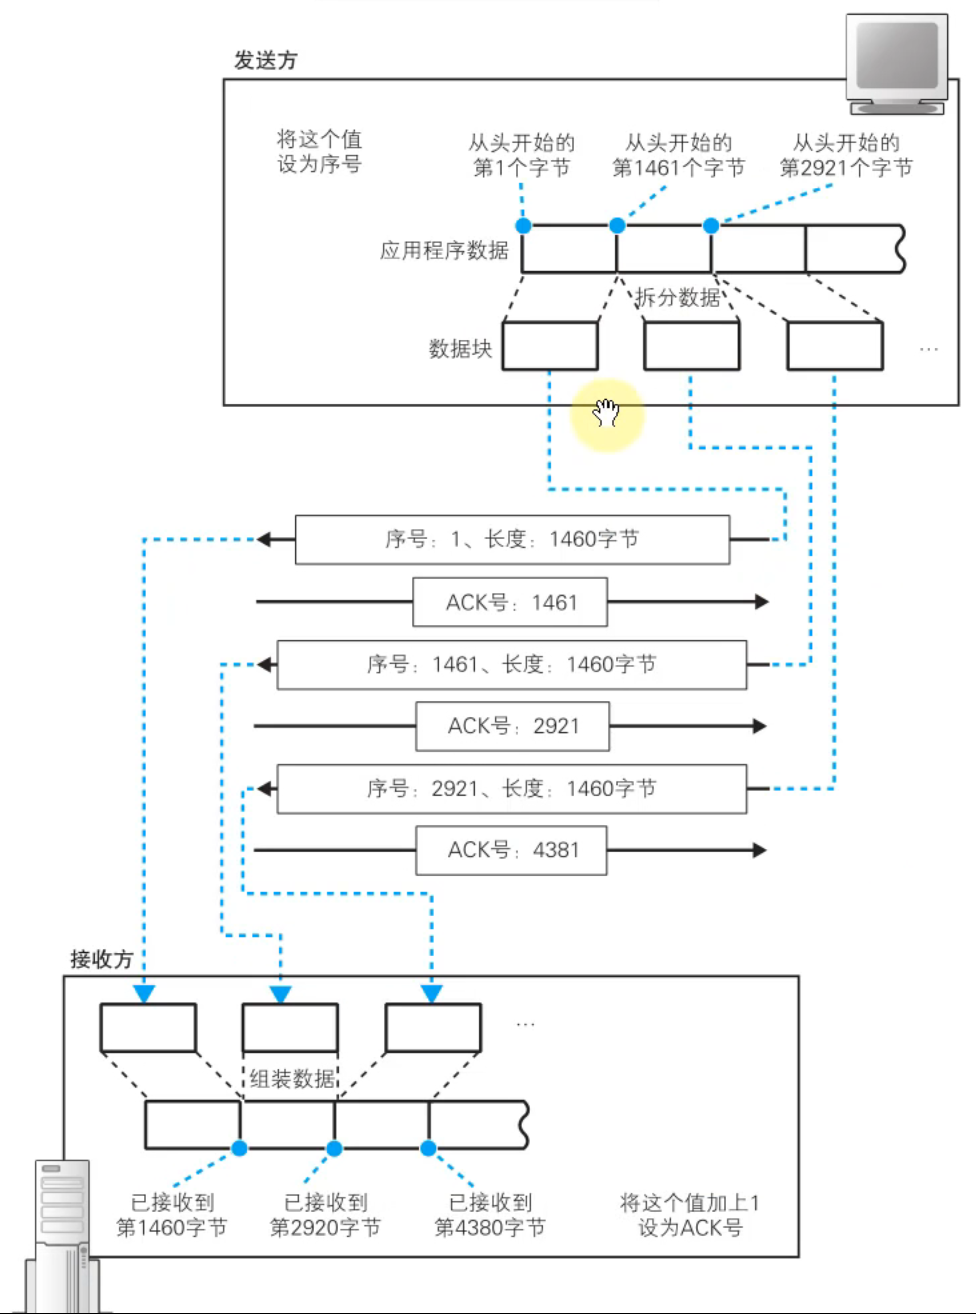 发送方
将这个值
设为序号
从头开始的
第1个字节
从头开始的
第1461个字节
从头开始的
第2921个字节
应用程序数据
拆分数据
数据块
…
序号：1、长度：1460字节
ACK号：1461
序号：1461、长度：1460字节
ACK号：2921
序号：2921、长度：1460字节
ACK号：4381
接收方
…
组装数据
已接收到
第1460字节
已接收到
第2920字节
已接收到
第4380字节
将这个值加上1
设为ACK号